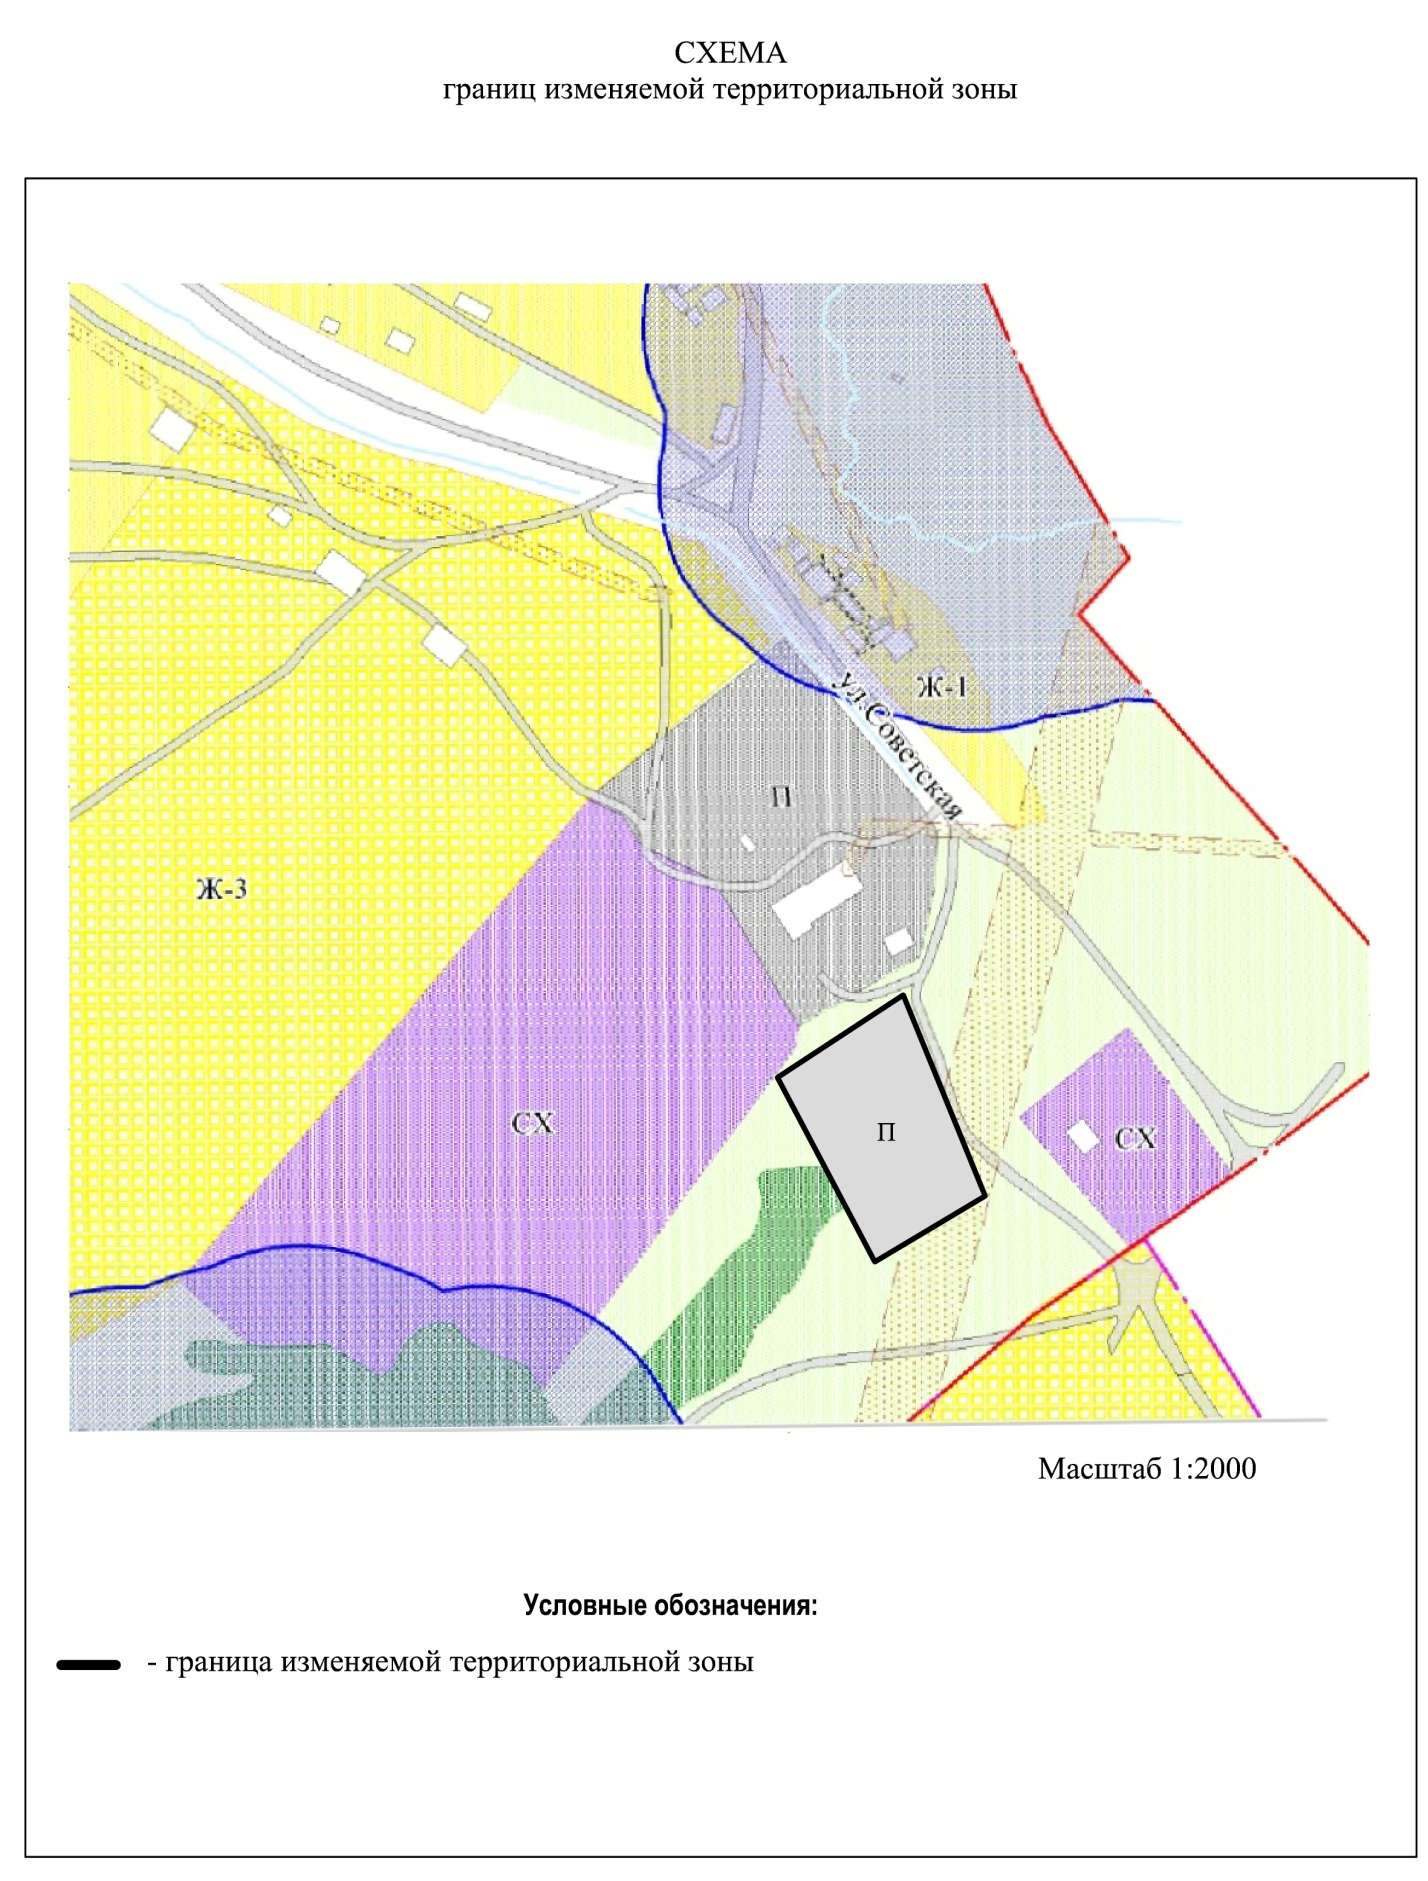 СХЕМА
границ изменяемой территориальной зоны
Ж-1
ул.Советская
П
Ж-3
СХ
П
СХ
Масштаб 1:2000
Условные обозначения:
- граница изменяемой территориальной зоны